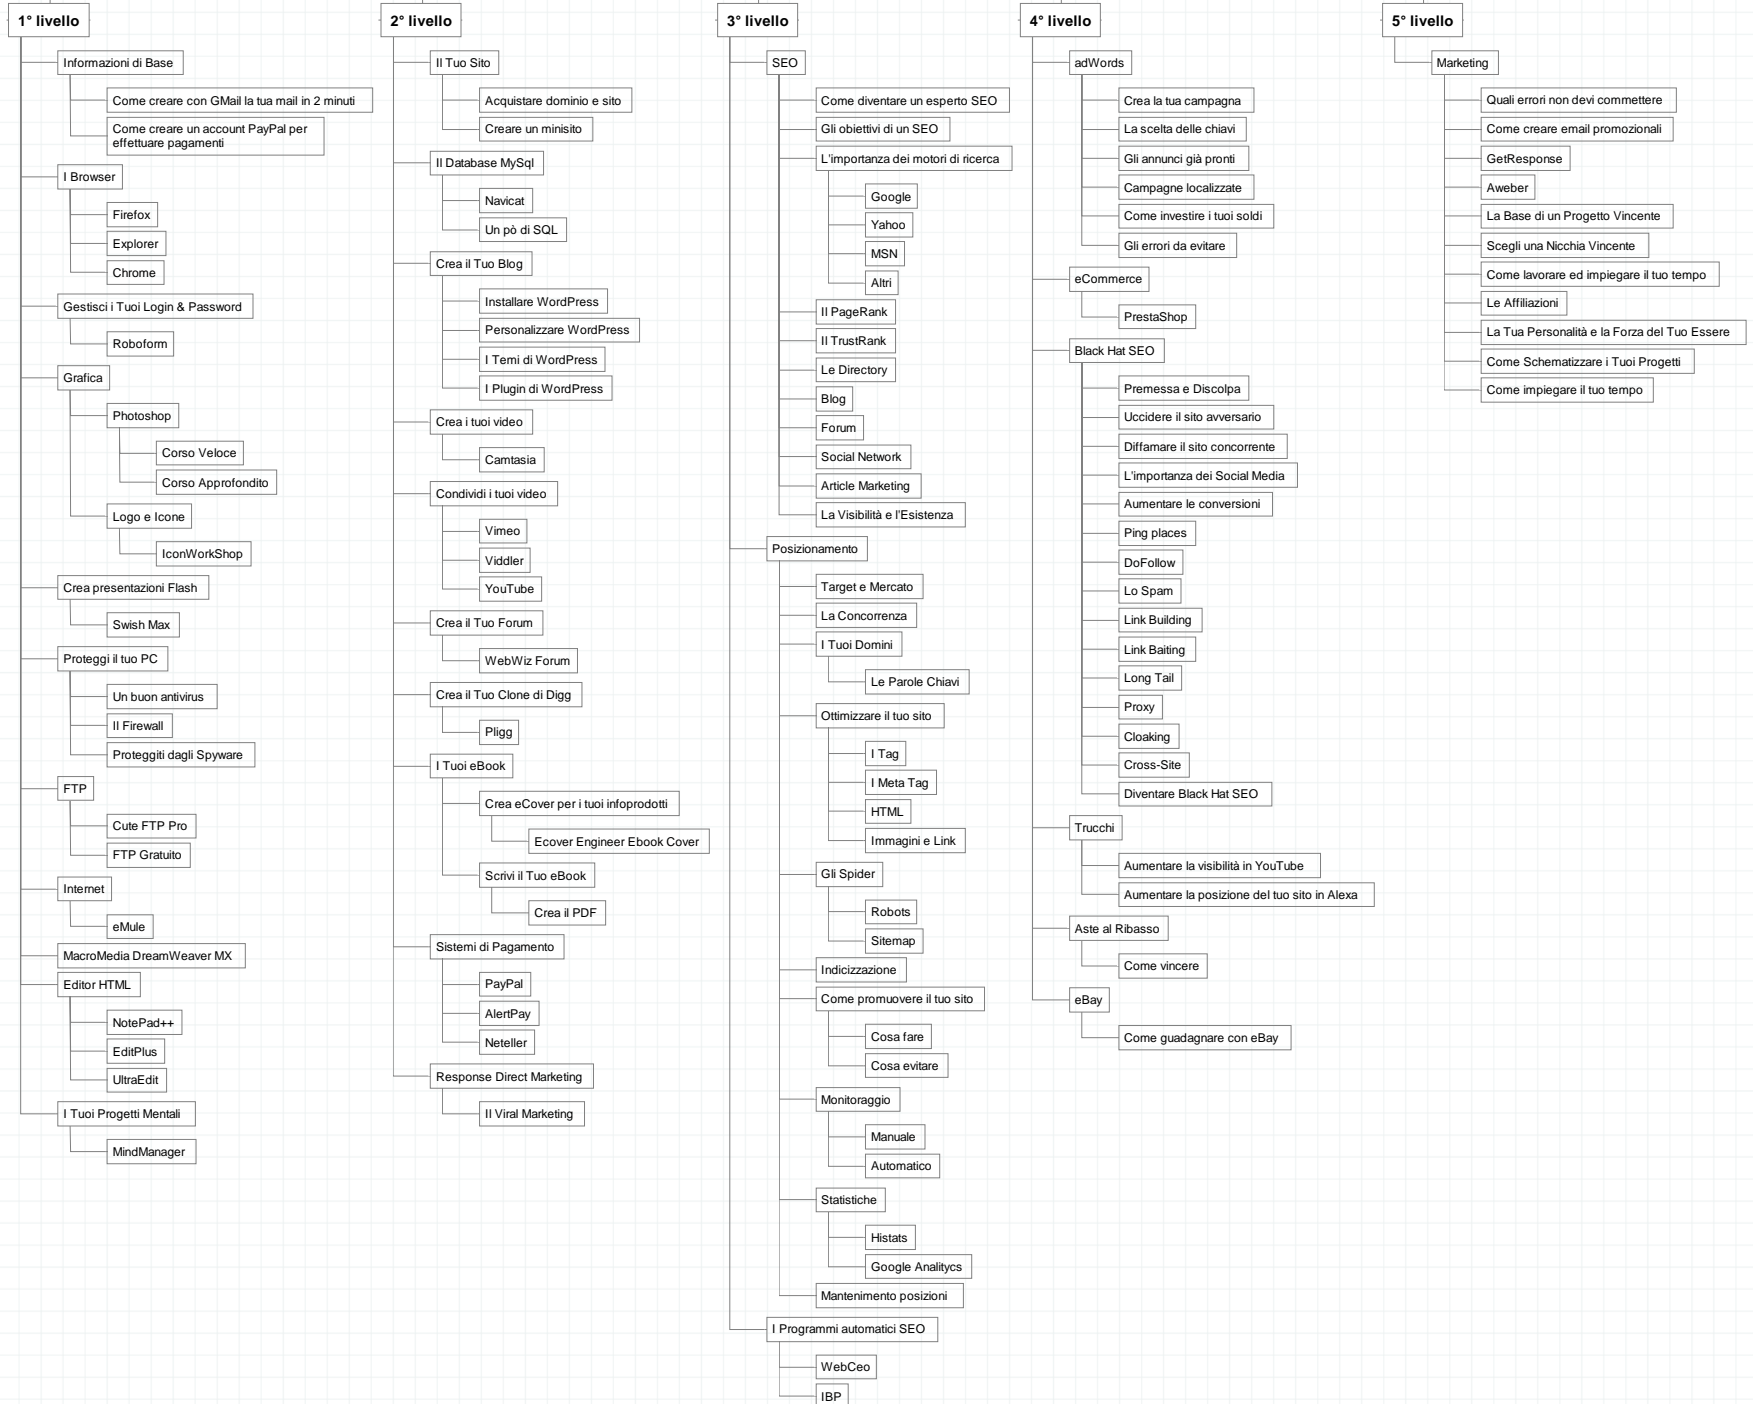 1° livello
Informazioni di Base
Come creare con GMail la tua mail in 2 minuti
Come creare un account PayPal per
effettuare pagamenti
I Browser
Firefox
Explorer
Chrome
Gestisci i Tuoi Login & Password
Roboform
Grafica
Photoshop
Corso Veloce
Corso Approfondito
Logo e Icone
IconWorkShop
Crea presentazioni Flash
Swish Max
Proteggi il tuo PC
Un buon antivirus
Il Firewall
Proteggiti dagli Spyware
FTP
Cute FTP Pro
FTP Gratuito
Internet
eMule
MacroMedia DreamWeaver MX
Editor HTML
NotePad++
EditPlus
UltraEdit
I Tuoi Progetti Mentali
MindManager
2° livello
Il Tuo Sito
Acquistare dominio e sito
Creare un minisito
Il Database MySql
Navicat
Un pò di SQL
Crea il Tuo Blog
Installare WordPress
Personalizzare WordPress
I Temi di WordPress
I Plugin di WordPress
Crea i tuoi video
Camtasia
Condividi i tuoi video
Vimeo
Viddler
YouTube
Crea il Tuo Forum
WebWiz Forum
Crea il Tuo Clone di Digg
Pligg
I Tuoi eBook
Crea eCover per i tuoi infoprodotti
Ecover Engineer Ebook Cover
Scrivi il Tuo eBook
Crea il PDF
Sistemi di Pagamento
PayPal
AlertPay
Neteller
Response Direct Marketing
Il Viral Marketing
3° livello
SEO
Come diventare un esperto SEO
Gli obiettivi di un SEO
L'importanza dei motori di ricerca
Google
Yahoo
MSN
Altri
Il PageRank
Il TrustRank
Le Directory
Blog
Forum
Social Network
Article Marketing
La Visibilità e l'Esistenza
Posizionamento
Target e Mercato
La Concorrenza
I Tuoi Domini
Le Parole Chiavi
Ottimizzare il tuo sito
I Tag
I Meta Tag
HTML
Immagini e Link
Gli Spider
Robots
Sitemap
Indicizzazione
Come promuovere il tuo sito
Cosa fare
Cosa evitare
Monitoraggio
Manuale
Automatico
Statistiche
Histats
Google Analitycs
Mantenimento posizioni
I Programmi automatici SEO
WebCeo
IBP
4° livello
adWords
Crea la tua campagna
La scelta delle chiavi
Gli annunci già pronti
Campagne localizzate
Come investire i tuoi soldi
Gli errori da evitare
eCommerce
PrestaShop
Black Hat SEO
Premessa e Discolpa
Uccidere il sito avversario
Diffamare il sito concorrente
L'importanza dei Social Media
Aumentare le conversioni
Ping places
DoFollow
Lo Spam
Link Building
Link Baiting
Long Tail
Proxy
Cloaking
Cross-Site
Diventare Black Hat SEO
Trucchi
Aumentare la visibilità in YouTube
Aumentare la posizione del tuo sito in Alexa
Aste al Ribasso
Come vincere
eBay
Come guadagnare con eBay
5° livello
Marketing
Quali errori non devi commettere
Come creare email promozionali
GetResponse
Aweber
La Base di un Progetto Vincente
Scegli una Nicchia Vincente
Come lavorare ed impiegare il tuo tempo
Le Affiliazioni
La Tua Personalità e la Forza del Tuo Essere
Come Schematizzare i Tuoi Progetti
Come impiegare il tuo tempo